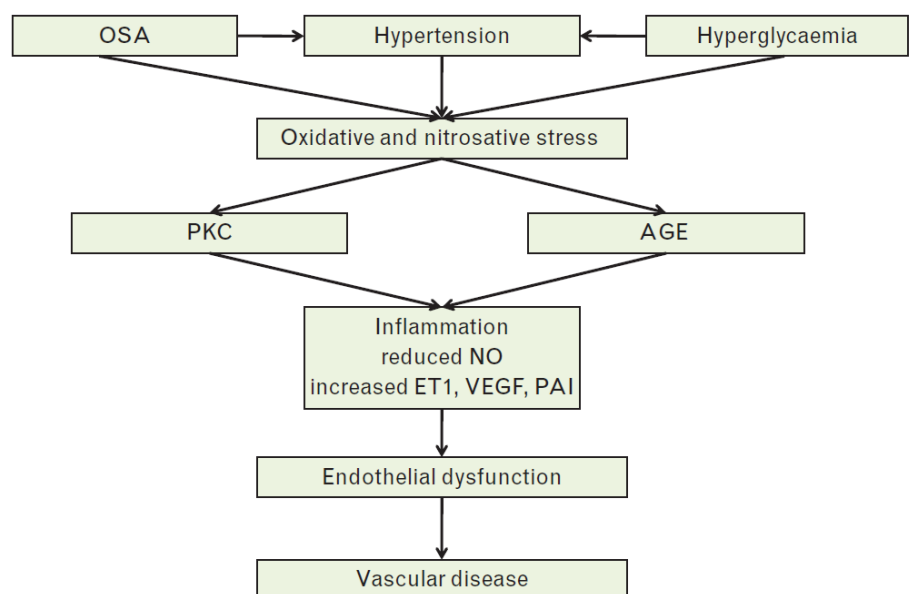 OSA
Hypertension
Hyperglycaemia
Oxidative and nitrosative stress
PKC
AGE
Inflammation
reduced NO
increased ET1, VEGF, PAI
Endothelial dysfunction
Vascular disease